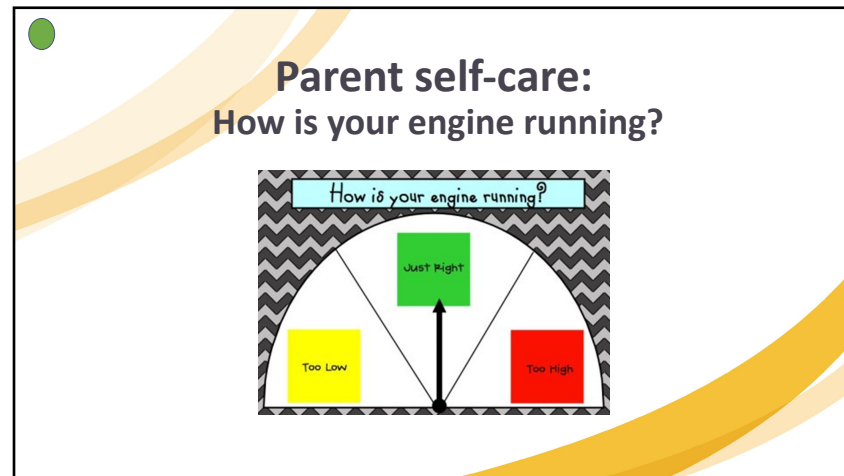 Parent self-care:
How is your engine running?
How is your engine running?
Just Right
Too Low
Too High